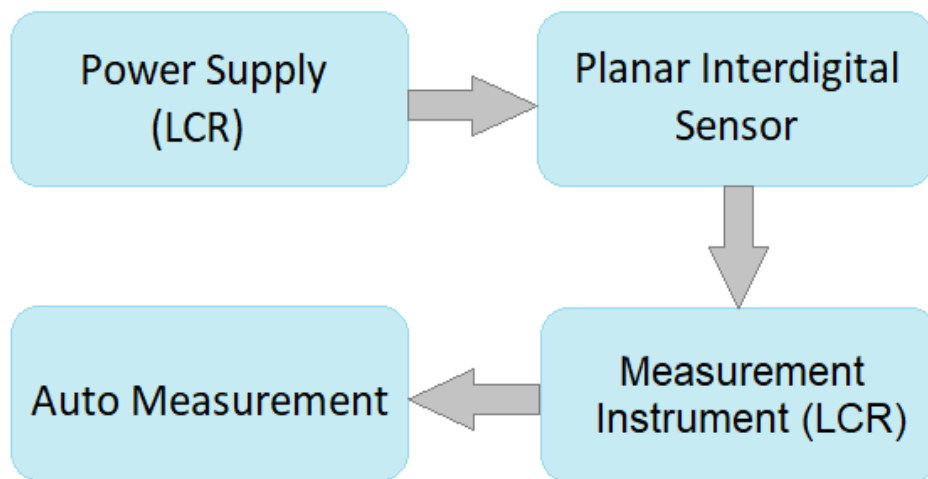 Power Supply
(LCR)
Planar Interdigital
Sensor
Measurement
Instrument (LCR)
Auto Measurement